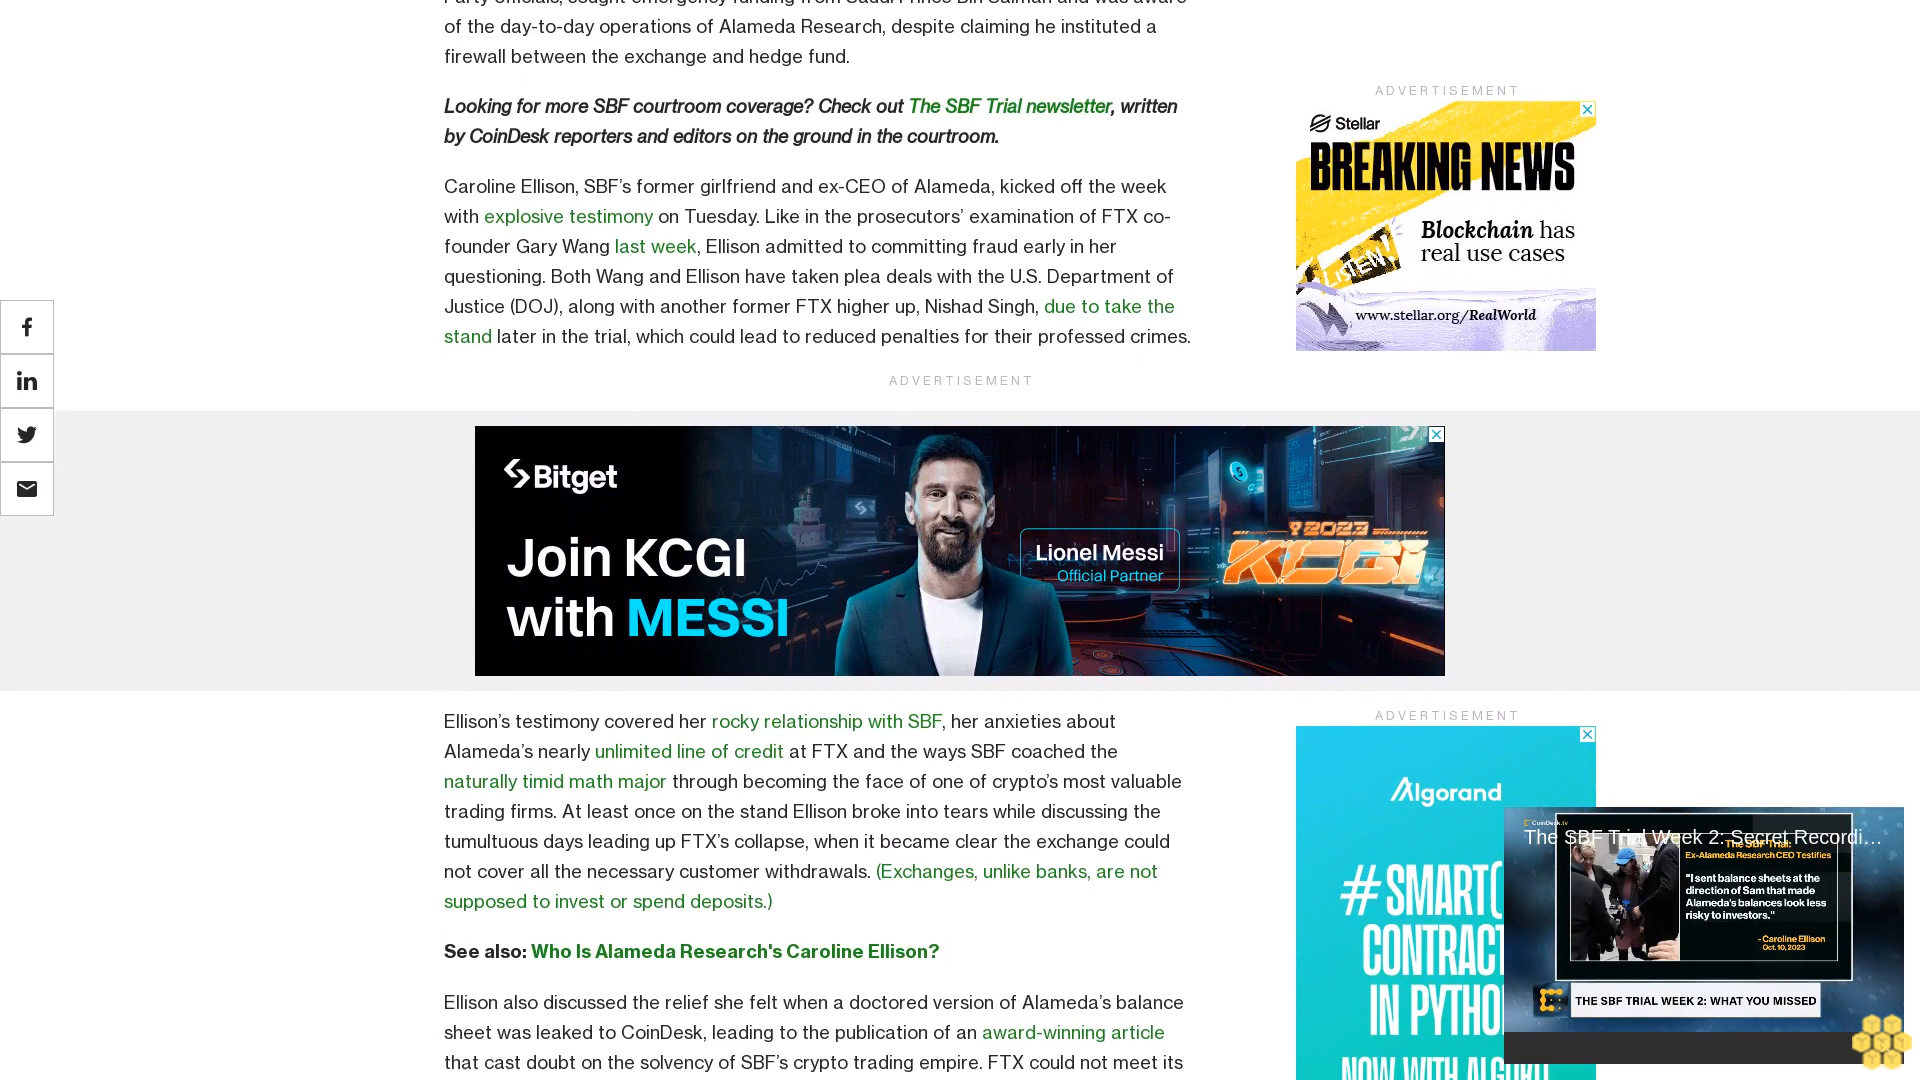 of the day-to-day operations of Alameda Research, despite claiming he instituted a
firewall between the exchange and hedge fund.
Looking for more SBF courtroom coverage? Check out The SBF Trial newsletter, written
by CoinDesk reporters and editors on the ground in the courtroom.
Caroline Ellison, SBF’s former girlfriend and ex-CEO of Alameda, kicked off the week
with explosive testimony on Tuesday. Like in the prosecutors’ examination of FTX co-
founder Gary Wang last week, Ellison admitted to committing fraud early in her
questioning. Both Wang and Ellison have taken plea deals with the U.S. Department of
Justice (DOJ), along with another former FTX higher up, Nishad Singh, due to take the
stand later in the trial, which could lead to reduced penalties for their professed crimes.
ADVERTISEMENT
Stellar
BREAKING NEWS
Blockchain has
real use cases
LISTEN!
www.stellar.org/RealWorld
ADVERTISEMENT
Bitget
Join KCGI
with MESSI
Lionel Messi
Official Partner
2023
KCGI
Ellison’s testimony covered her rocky relationship with SBF, her anxieties about
Alameda’s nearly unlimited line of credit at FTX and the ways SBF coached the
naturally timid math major through becoming the face of one of crypto’s most valuable
trading firms. At least once on the stand Ellison broke into tears while discussing the
tumultuous days leading up FTX’s collapse, when it became clear the exchange could
not cover all the necessary customer withdrawals. (Exchanges, unlike banks, are not
supposed to invest or spend deposits.)
See also: Who Is Alameda Research's Caroline Ellison?
Ellison also discussed the relief she felt when a doctored version of Alameda’s balance
sheet was leaked to CoinDesk, leading to the publication of an award-winning article
that cast doubt on the solvency of SBF’s crypto trading empire. FTX could not meet its
ADVERTISEMENT
Algorand
#SMART
CONTRACT
IN PYTHO
NOW WITH
CoinDesk.tv
The SBF Trial Week 2: Secret Recordi...
The SBF Trial:
Ex-Alameda Research CEO Testifies
"I sent balance sheets at the
direction of Sam that made
Alameda's balances look less
risky to investors."
- Caroline Ellison
Oct. 10, 2023
THE SBF TRIAL WEEK 2: WHAT YOU MISSED